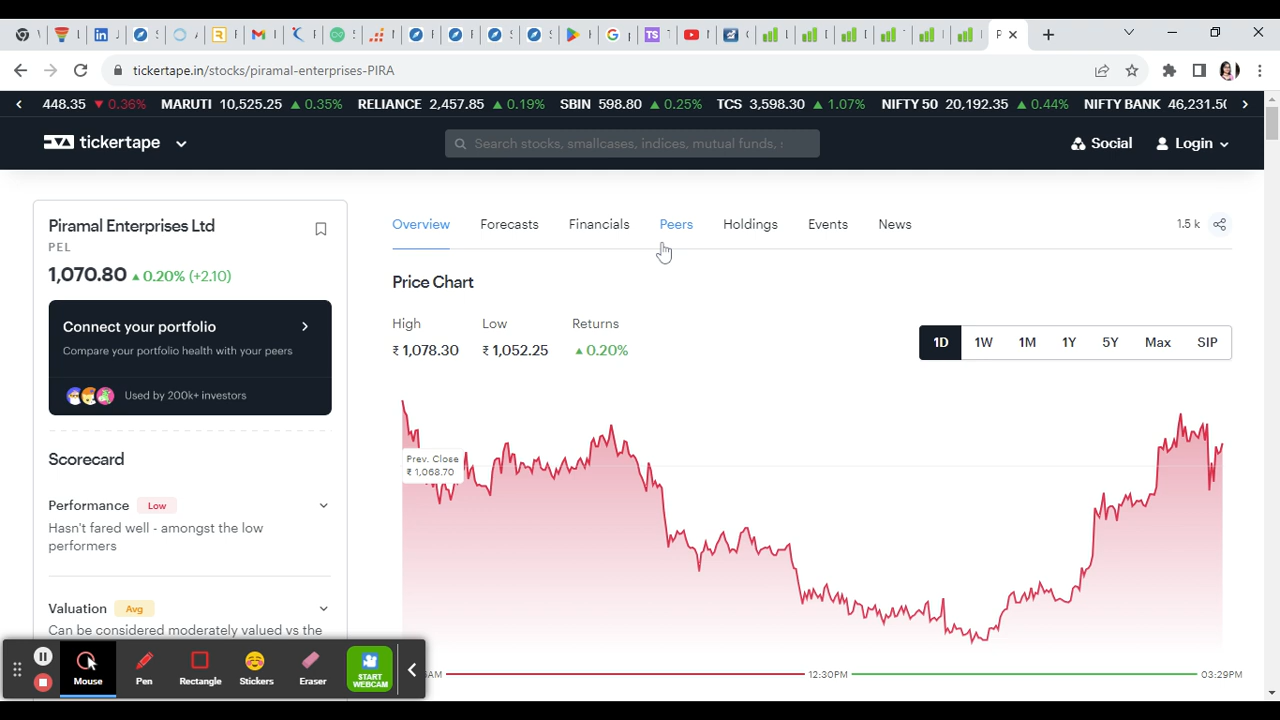 tickertape.in/stocks/piramal-enterprises-PIRA
448.35 ▼ 0.36% MARUTI 10,525.25 ▲ 0.35% RELIANCE 2,457.85 ▲ 0.19% SBIN 598.80 ▲ 0.25% TCS 3,598.30 ▲ 1.07% NIFTY 50 20,192.35 ▲ 0.44% NIFTY BANK
tickertape
Search stocks, smallcases, indices, mutual funds,
Social
Login
Piramal Enterprises Ltd
PEL
1,070.80 ▲ 0.20% (+2.10)
Connect your portfolio
Compare your portfolio health with your peers
Used by 200k+ investors
Scorecard
Performance Low
Hasn't fared well - amongst the low
performers
Valuation Avg
Can be considered moderately valued vs the
Overview Forecasts Financials Peers Holdings Events News
1.5 k
Price Chart
High Low Returns
₹ 1,078.30 ₹ 1,052.25 ▲ 0.20%
1D 1W 1M 1Y 5Y Max SIP
Prev. Close
₹ 1,068.70
AM 12:30PM 03:29PM
Mouse Pen Rectangle Stickers Eraser START
WEBCAM